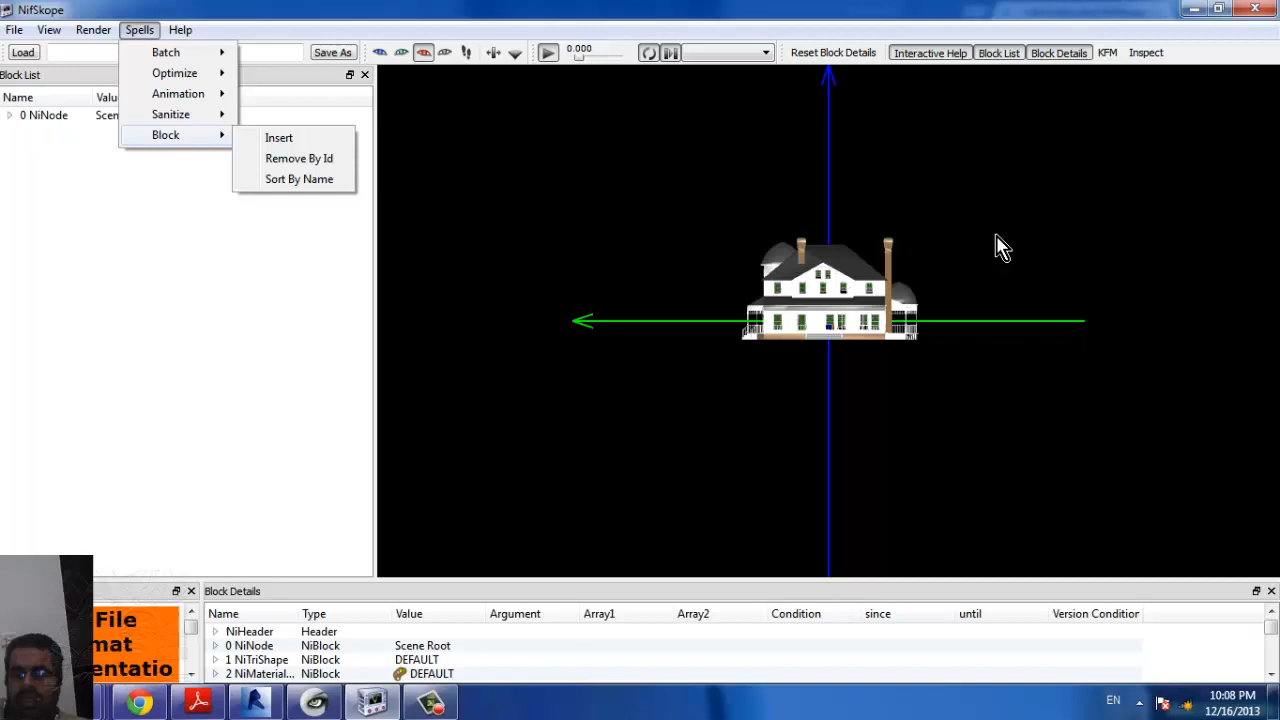 NifSkope
File View Render Spells Help
Load Save As 0.000 Reset Block Details Interactive Help Block List Block Details KFM Inspect
Block List
Name Valu
0 NiNode Scen
Batch
Optimize
Animation
Sanitize
Block
Insert
Remove By Id
Sort By Name
File
mat
entatio
Block Details
Name Type Value Argument Array1 Array2 Condition since until Version Condition
NiHeader Header
0 NiNode NiBlock Scene Root
1 NiTriShape NiBlock DEFAULT
2 NiMaterial... NiBlock DEFAULT
EN 10:08 PM
12/16/2013